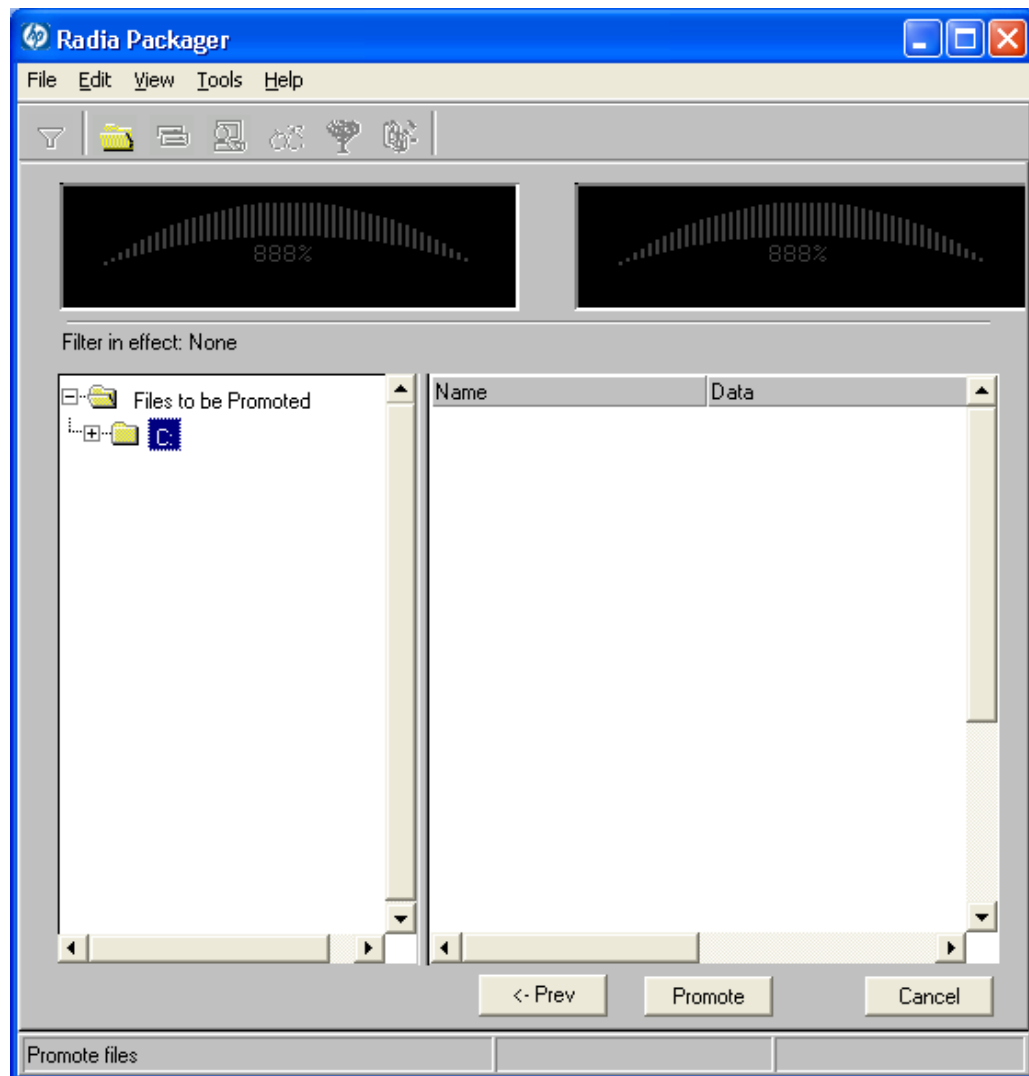 hp Radia Packager
File Edit View Tools Help
888% 888%
Filter in effect: None
Files to be Promoted
C:
Name Data
<- Prev Promote Cancel
Promote files